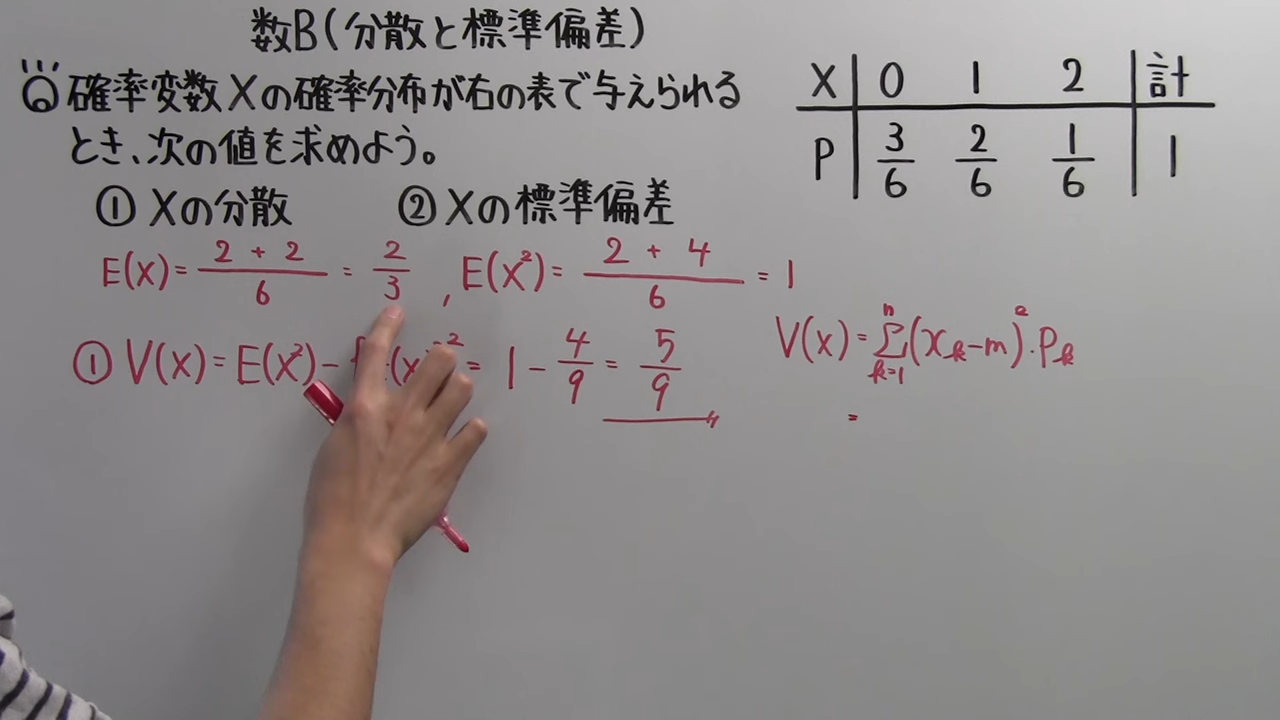 数B(分散と標準偏差)
Q 確率変数Xの確率分布が右の表で与えられる
とき、次の値を求めよう。
① Xの分散 ② Xの標準偏差
X 0 1 2 計
P 3/6 2/6 1/6 1
E(X) = (2 + 2)/6 = 2/3 , E(X²) = (2 + 4)/6 = 1
① V(X) = E(X²) - (X)² = 1 - 4/9 = 5/9
V(X) = Σ_{k=1}^{n} (x_k - m)² · P_k
=